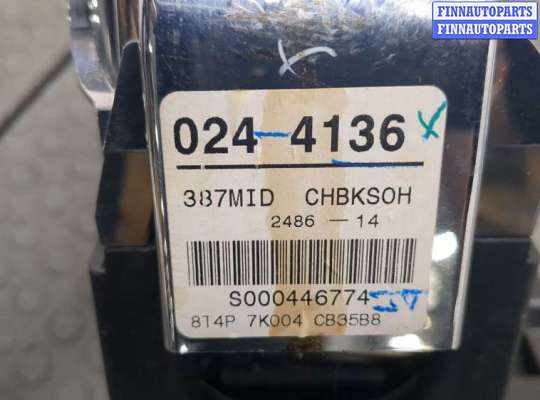 FINNAUTOPARTS
FINNAUTOPARTS
024-4136 X
387MID CHBKSOH
2486 - 14
S000446774
8T4P 7K004 CB35B8